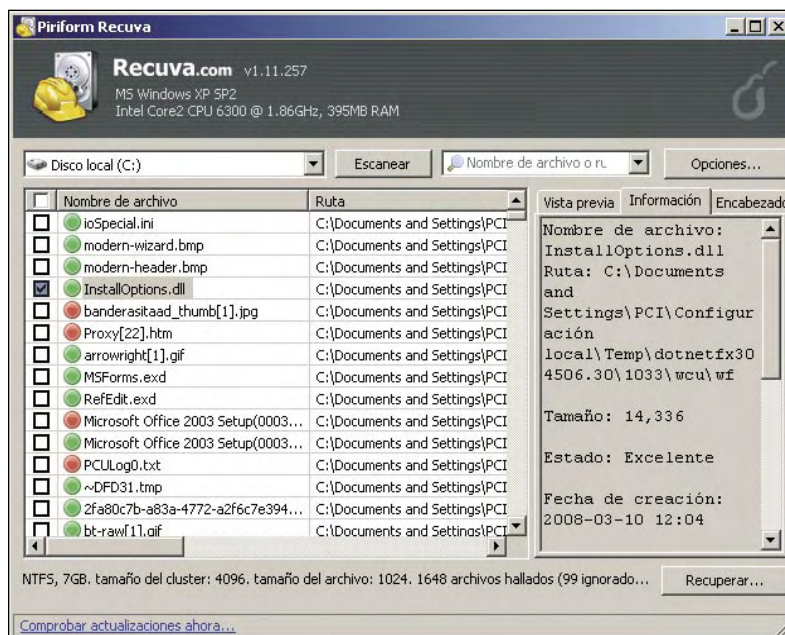 Piriform Recuva
Recuva.com v1.11.257
MS Windows XP SP2
Intel Core2 CPU 6300 @ 1.86GHz, 395MB RAM
Disco local (C:)
Escanear
Nombre de archivo o ru
Opciones...
Nombre de archivo Ruta
ioSpecial.ini C:\Documents and Settings\PCI
modern-wizard.bmp C:\Documents and Settings\PCI
modern-header.bmp C:\Documents and Settings\PCI
InstallOptions.dll C:\Documents and Settings\PCI
banderasitaad_thumb[1].jpg C:\Documents and Settings\PCI
Proxy[22].htm C:\Documents and Settings\PCI
arrowright[1].gif C:\Documents and Settings\PCI
MSForms.exd C:\Documents and Settings\PCI
RefEdit.exd C:\Documents and Settings\PCI
Microsoft Office 2003 Setup(0003... C:\Documents and Settings\PCI
Microsoft Office 2003 Setup(0003... C:\Documents and Settings\PCI
PCULog0.txt C:\Documents and Settings\PCI
~DFD31.tmp C:\Documents and Settings\PCI
2fa80c7b-a83a-4772-a2f6c7e394... C:\Documents and Settings\PCI
bt-raw[1].gif C:\Documents and Settings\PCI
Vista previa Información Encabezado
Nombre de archivo:
InstallOptions.dll
Ruta: C:\Documents
and
Settings\PCI\Configur
ación
local\Temp\dotnetfx30
4506.30\1033\wcu\wf
Tamaño: 14,336
Estado: Excelente
Fecha de creación:
2008-03-10 12:04
NTFS, 7GB. tamaño del cluster: 4096. tamaño del archivo: 1024. 1648 archivos hallados (99 ignorado...
Recuperar...
Comprobar actualizaciones ahora...